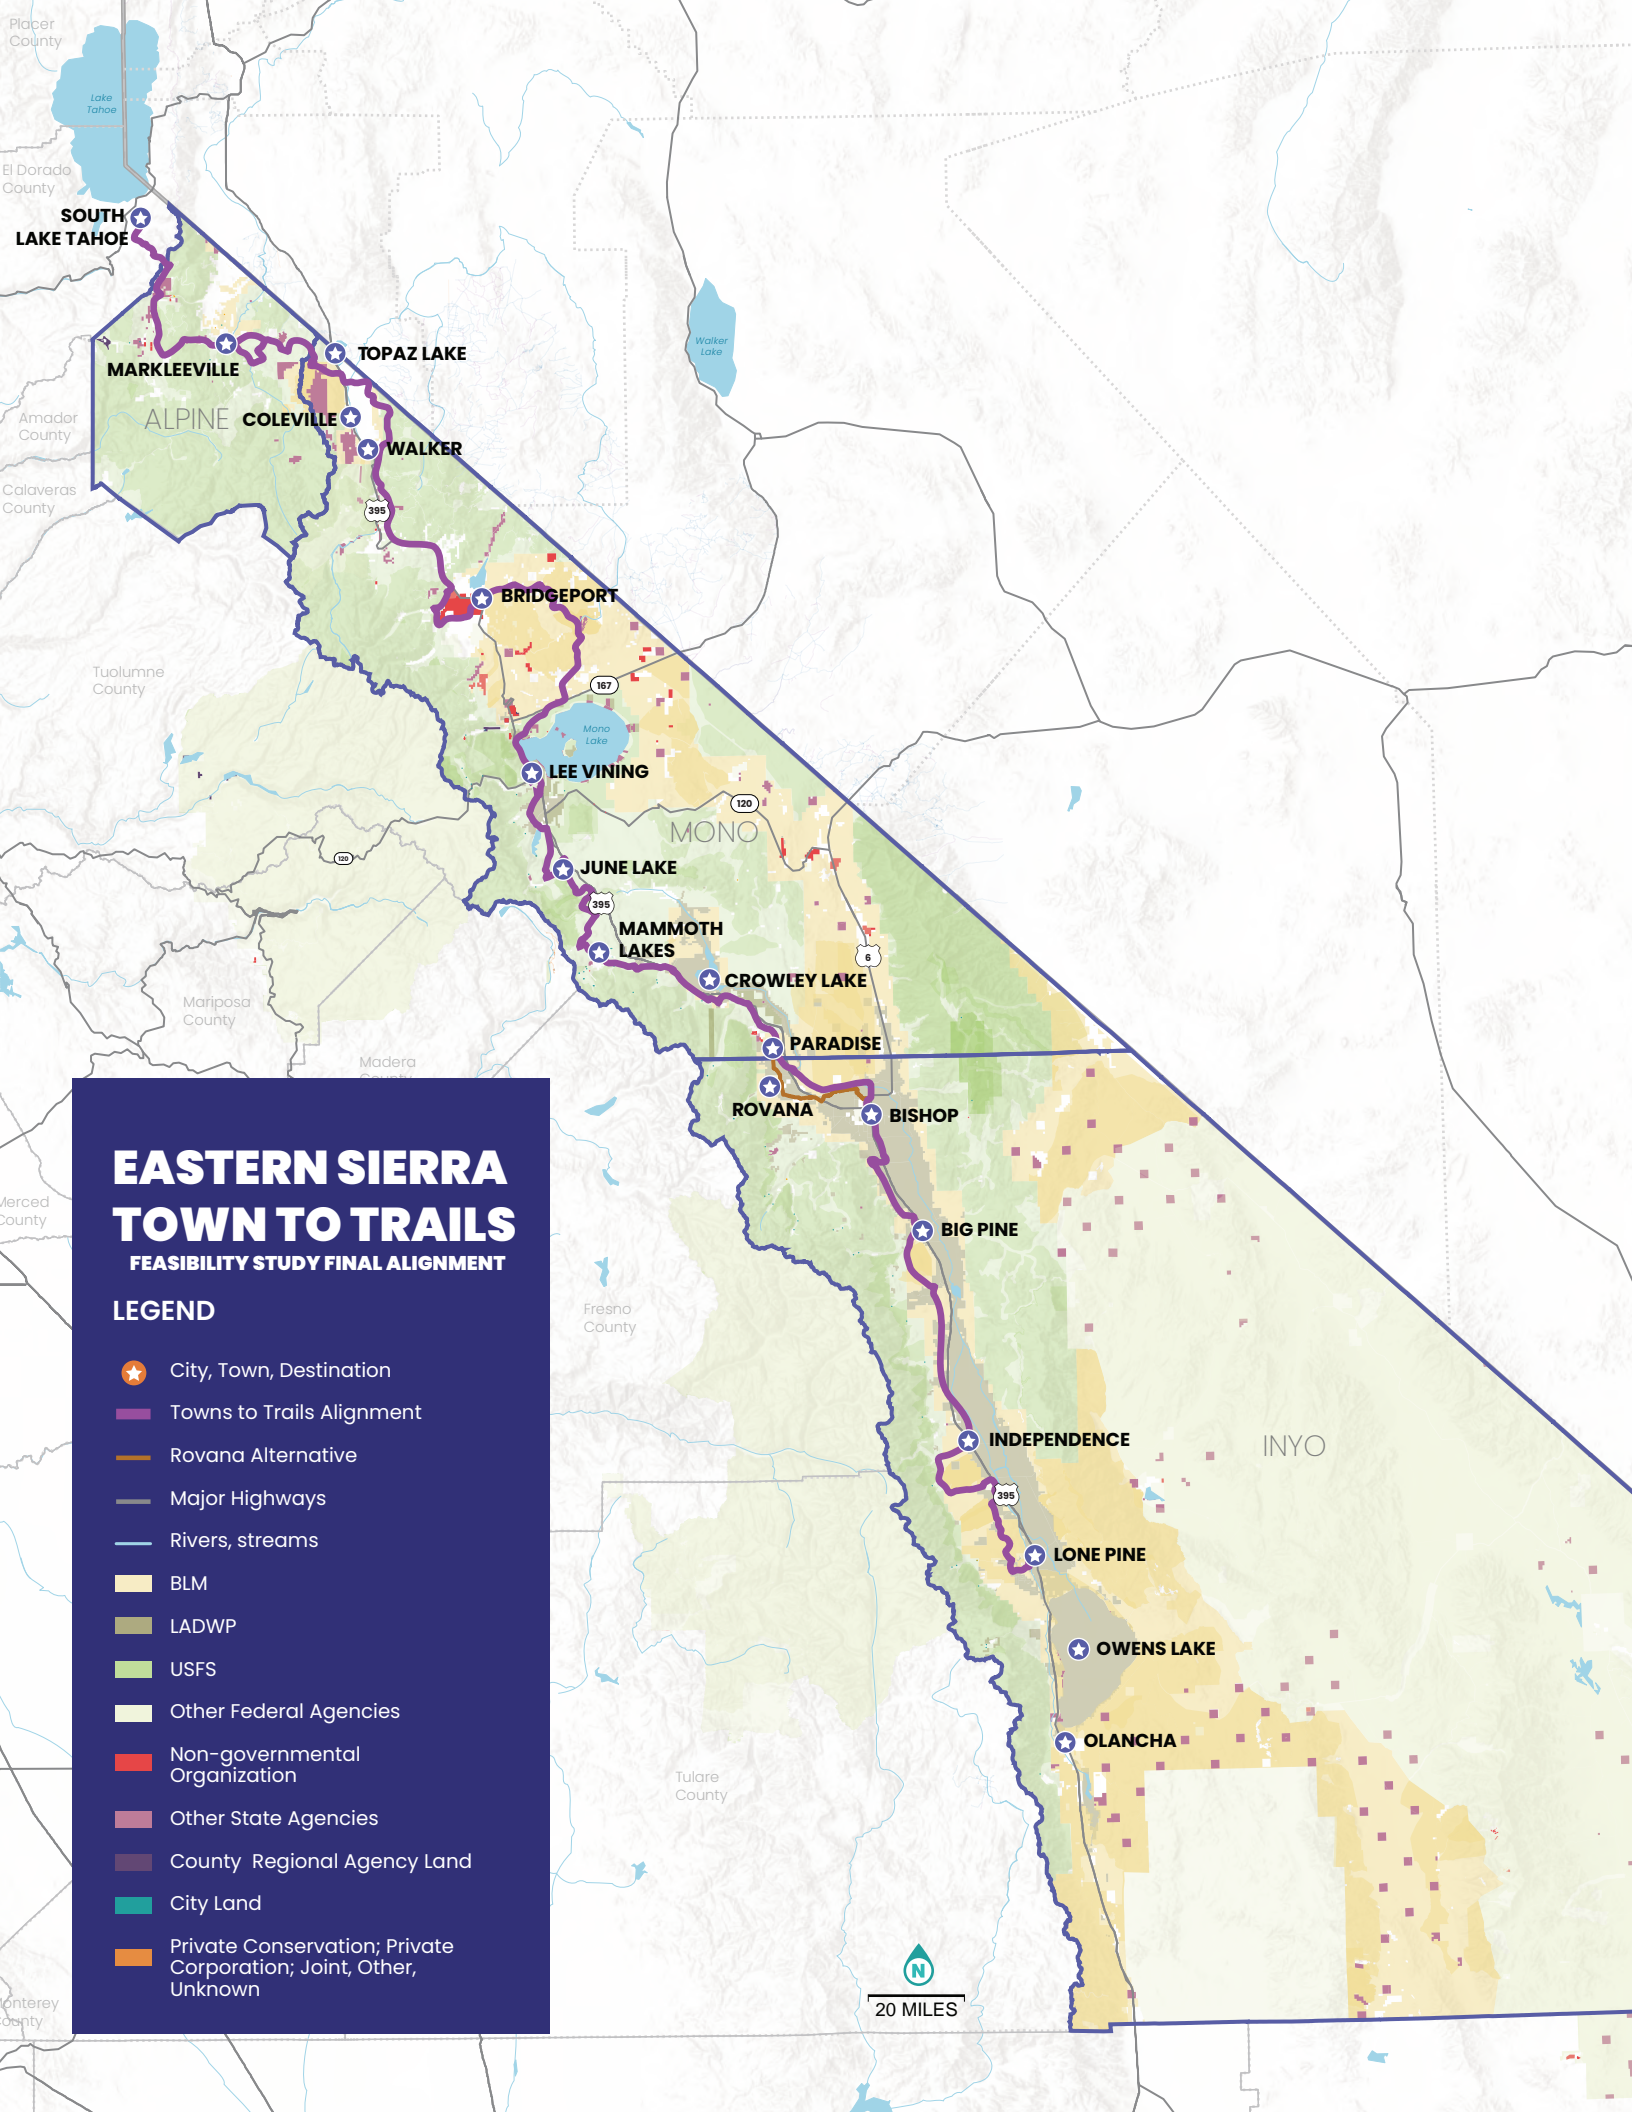 Placer
County
Lake
Tahoe
El Dorado
County
SOUTH
LAKE TAHOE
Walker
Lake
TOPAZ LAKE
MARKLEEVILLE
ALPINE
COLEVILLE
Amador
County
WALKER
Calaveras
County
395
BRIDGEPORT
Tuolumne
County
167
Mono
Lake
LEE VINING
120
MONO
120
JUNE LAKE
395
MAMMOTH
LAKES
6
CROWLEY LAKE
Mariposa
County
PARADISE
Madera
County
ROVANA
BISHOP
EASTERN SIERRA
TOWN TO TRAILS
FEASIBILITY STUDY FINAL ALIGNMENT
Merced
County
BIG PINE
Fresno
County
LEGEND
City, Town, Destination
Towns to Trails Alignment
Rovana Alternative
Major Highways
Rivers, streams
BLM
LADWP
USFS
Other Federal Agencies
Non-governmental
Organization
Other State Agencies
County Regional Agency Land
City Land
Private Conservation; Private
Corporation; Joint, Other,
Unknown
INDEPENDENCE
INYO
395
LONE PINE
OWENS LAKE
OLANCHA
Tulare
County
N
20 MILES
onterey
ounty